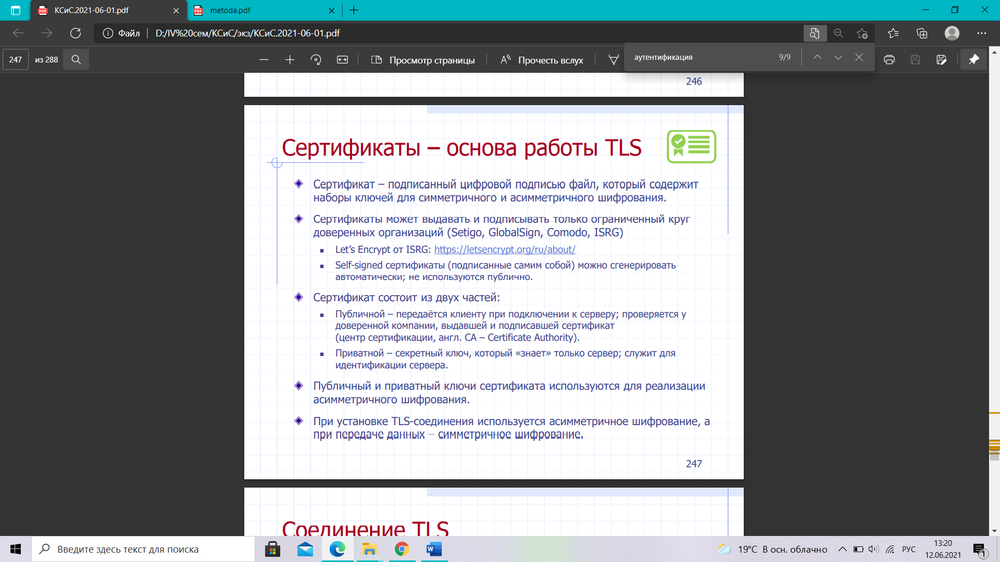 КСиС.2021-06-01.pdf
metoda.pdf
Файл
D:/IV%20сем/КСиС/экз/КСиС.2021-06-01.pdf
247
из 288
Просмотр страницы
Прочесть вслух
аутентификация
9/9
246
Сертификаты – основа работы TLS
Сертификат – подписанный цифровой подписью файл, который содержит
наборы ключей для симметричного и асимметричного шифрования.
Сертификаты может выдавать и подписывать только ограниченный круг
доверенных организаций (Setigo, GlobalSign, Comodo, ISRG)
Let’s Encrypt от ISRG: https://letsencrypt.org/ru/about/
Self-signed сертификаты (подписанные самим собой) можно сгенерировать
автоматически; не используются публично.
Сертификат состоит из двух частей:
Публичной – передаётся клиенту при подключении к серверу; проверяется у
доверенной компании, выдавшей и подписавшей сертификат
(центр сертификации, англ. CA – Certificate Authority).
Приватной – секретный ключ, который «знает» только сервер; служит для
идентификации сервера.
Публичный и приватный ключи сертификата используются для реализации
асимметричного шифрования.
При установке TLS-соединения используется асимметричное шифрование, а
при передаче данных – симметричное шифрование.
247
Соединение TLS
Введите здесь текст для поиска
19°C В осн. облачно
РУС
13:20
12.06.2021
1